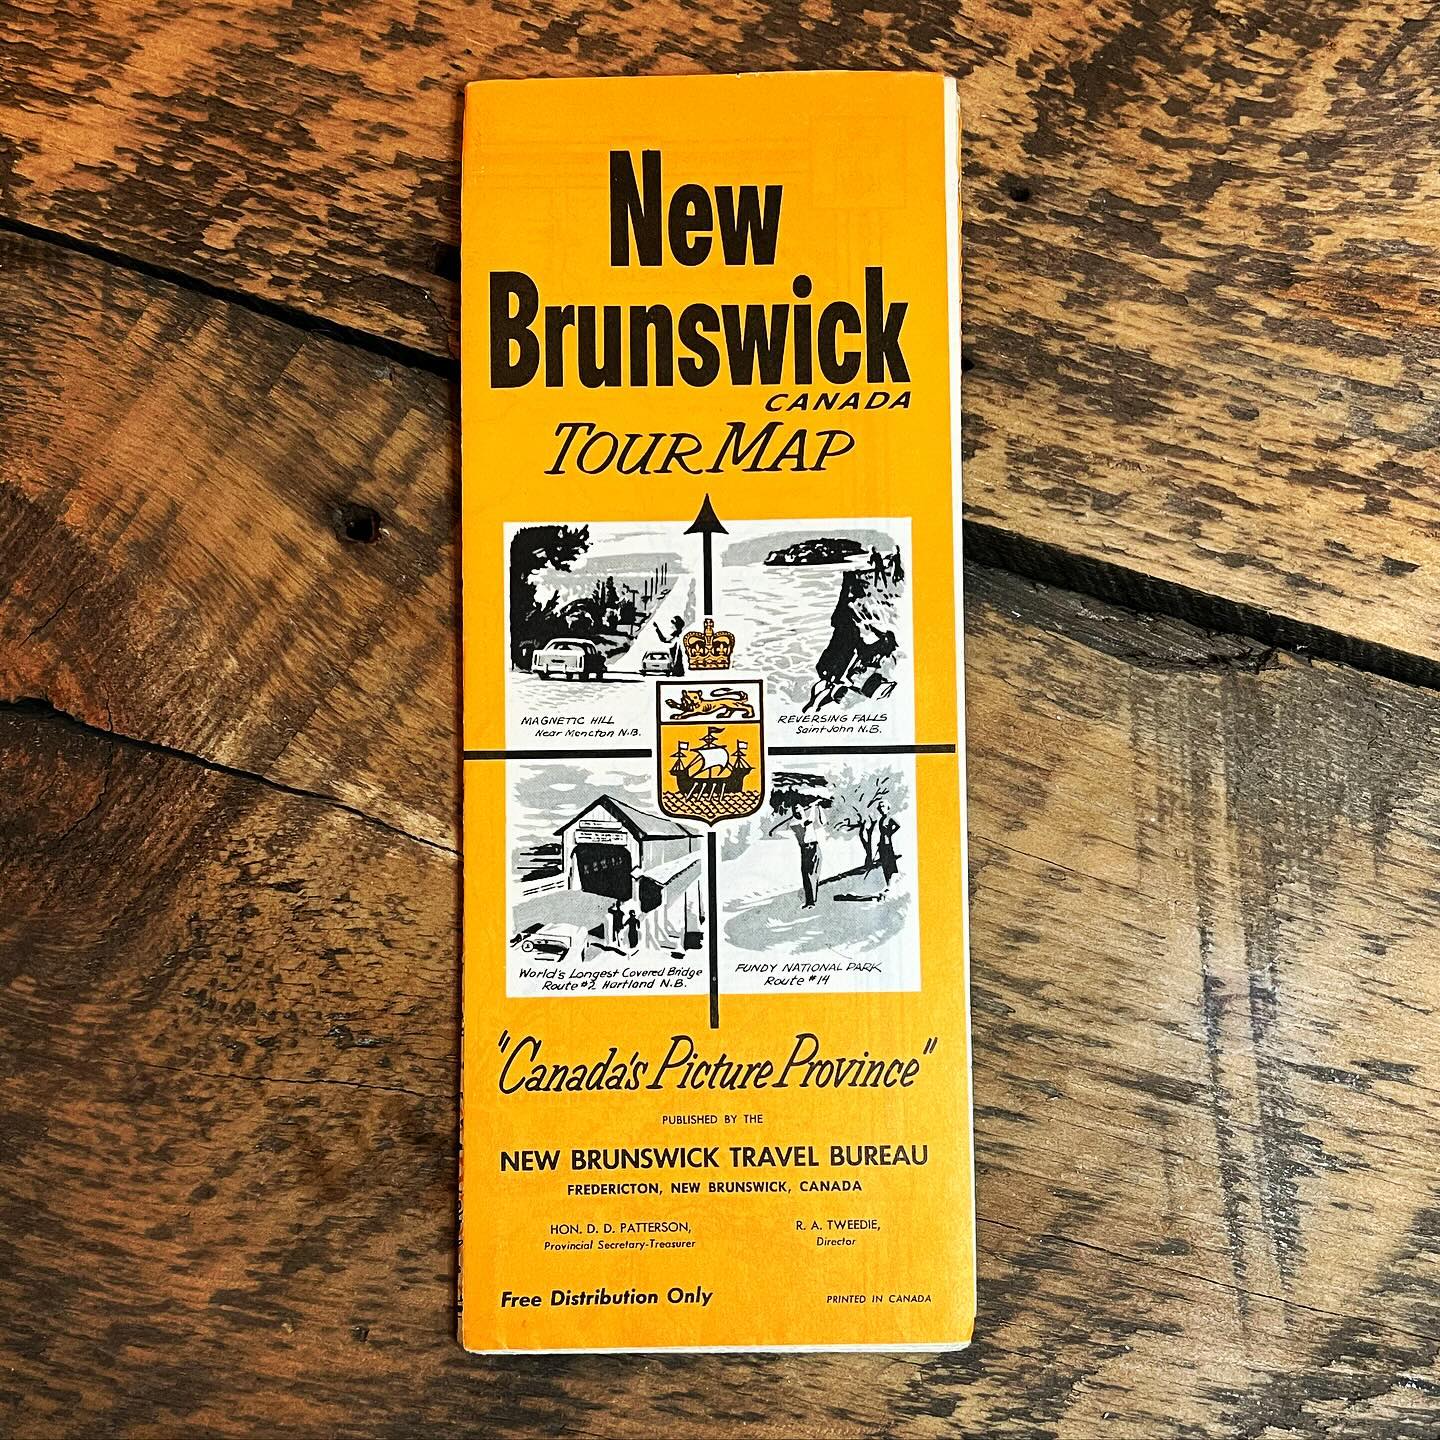 New
Brunswick
CANADA
TOUR MAP
MAGNETIC HILL
Near Moncton N.B.
REVERSING FALLS
Saint John N.B.
World's Longest Covered Bridge
Route #2 Hartland N.B.
FUNDY NATIONAL PARK
Route #14
"Canada's Picture Province"
PUBLISHED BY THE
NEW BRUNSWICK TRAVEL BUREAU
FREDERICTON, NEW BRUNSWICK, CANADA
HON. D. D. PATTERSON,
Provincial Secretary-Treasurer
R. A. TWEEDIE,
Director
Free Distribution Only
PRINTED IN CANADA